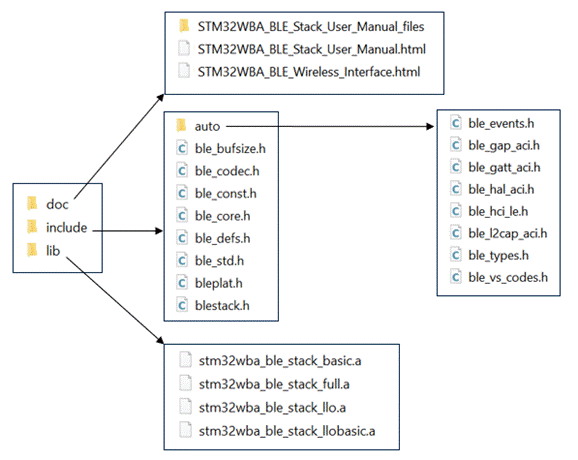 STM32WBA_BLE_Stack_User_Manual_files
STM32WBA_BLE_Stack_User_Manual.html
STM32WBA_BLE_Wireless_Interface.html
doc
include
lib
auto
ble_bufsize.h
ble_codec.h
ble_const.h
ble_core.h
ble_defs.h
ble_std.h
bleplat.h
blestack.h
ble_events.h
ble_gap_aci.h
ble_gatt_aci.h
ble_hal_aci.h
ble_hci_le.h
ble_l2cap_aci.h
ble_types.h
ble_vs_codes.h
stm32wba_ble_stack_basic.a
stm32wba_ble_stack_full.a
stm32wba_ble_stack_llo.a
stm32wba_ble_stack_llobasic.a